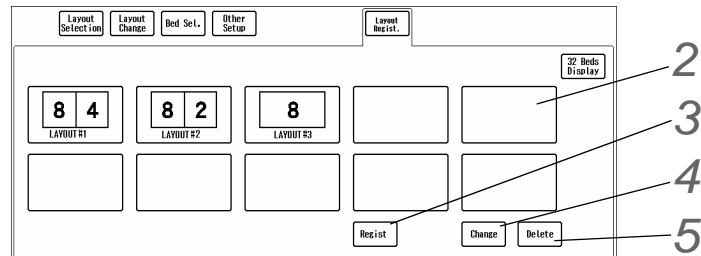 Layout Selection
Layout Change
Bed Sel.
Other Setup
Layout Regist.
32 Beds Display
2
8 4
8 2
8
LAYOUT#1
LAYOUT#2
LAYOUT#3
3
4
Regist
Change
Delete
5